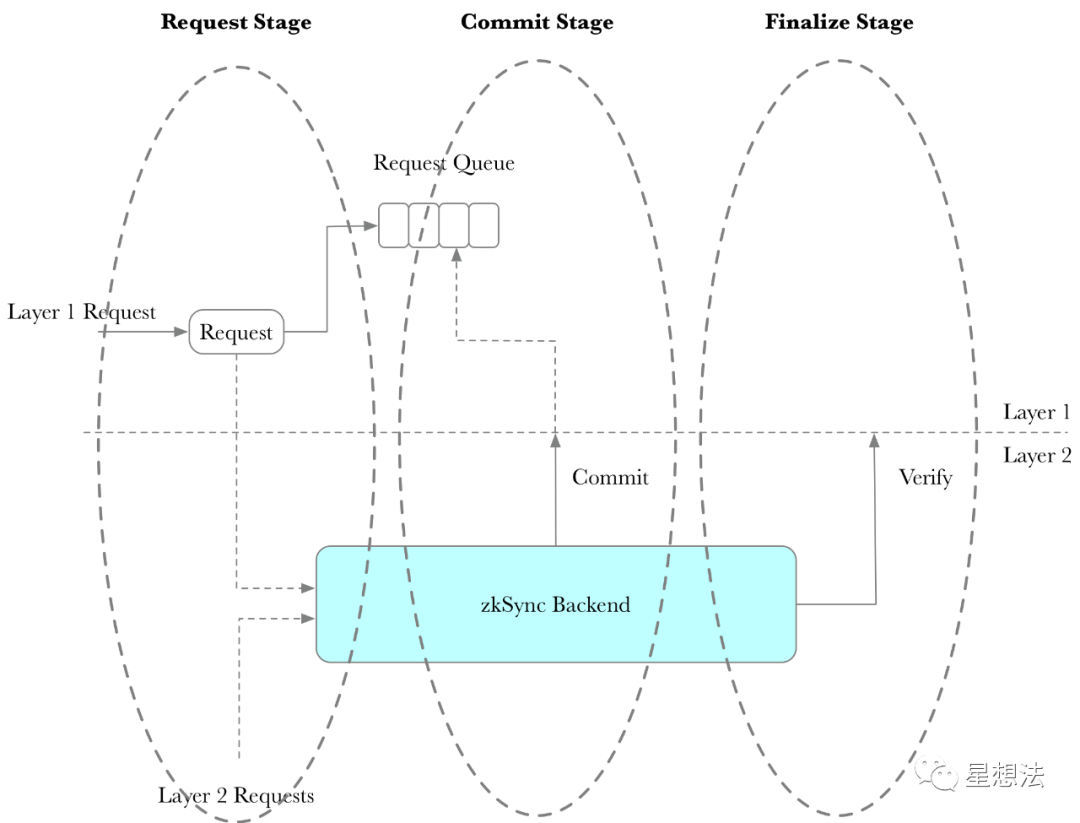 Request Stage
Commit Stage
Finalize Stage
Request Queue
Layer 1 Request
Request
Layer 1
Layer 2
Commit
Verify
zkSync Backend
Layer 2 Requests
星想法